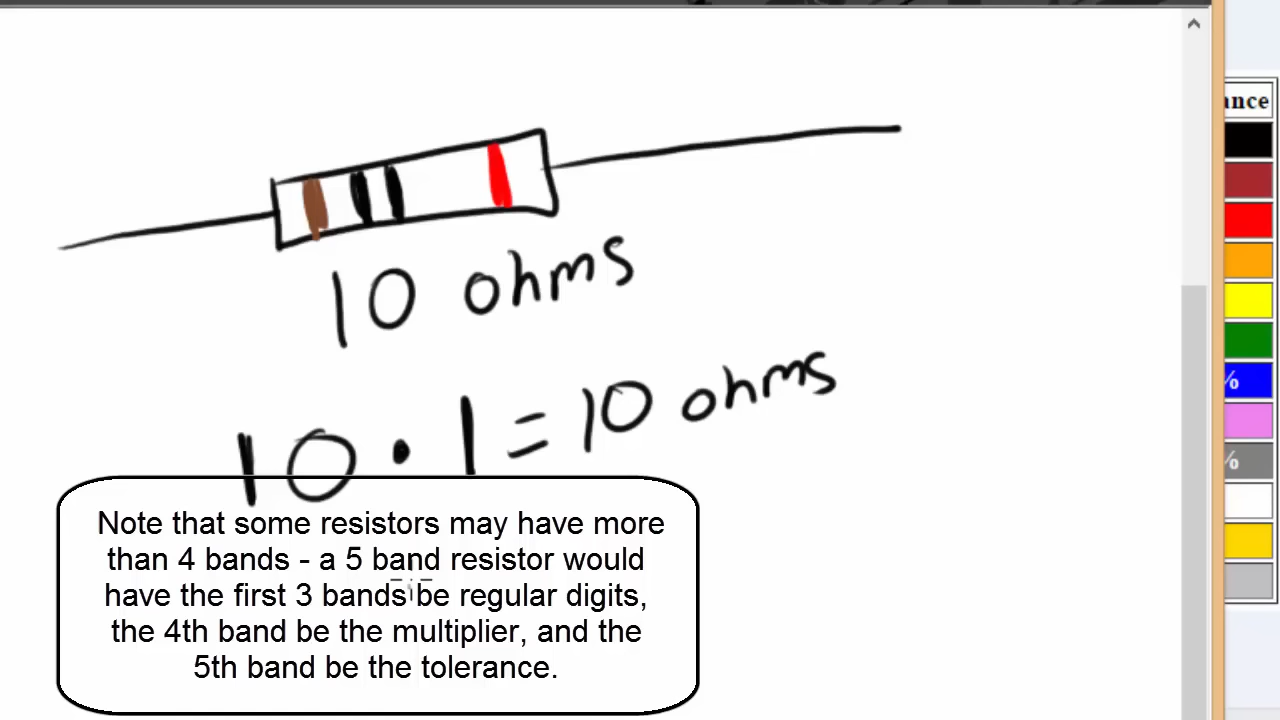 ance
10 ohms
%
10 · 1 = 10 ohms
%
Note that some resistors may have more
than 4 bands - a 5 band resistor would
have the first 3 bands be regular digits,
the 4th band be the multiplier, and the
5th band be the tolerance.